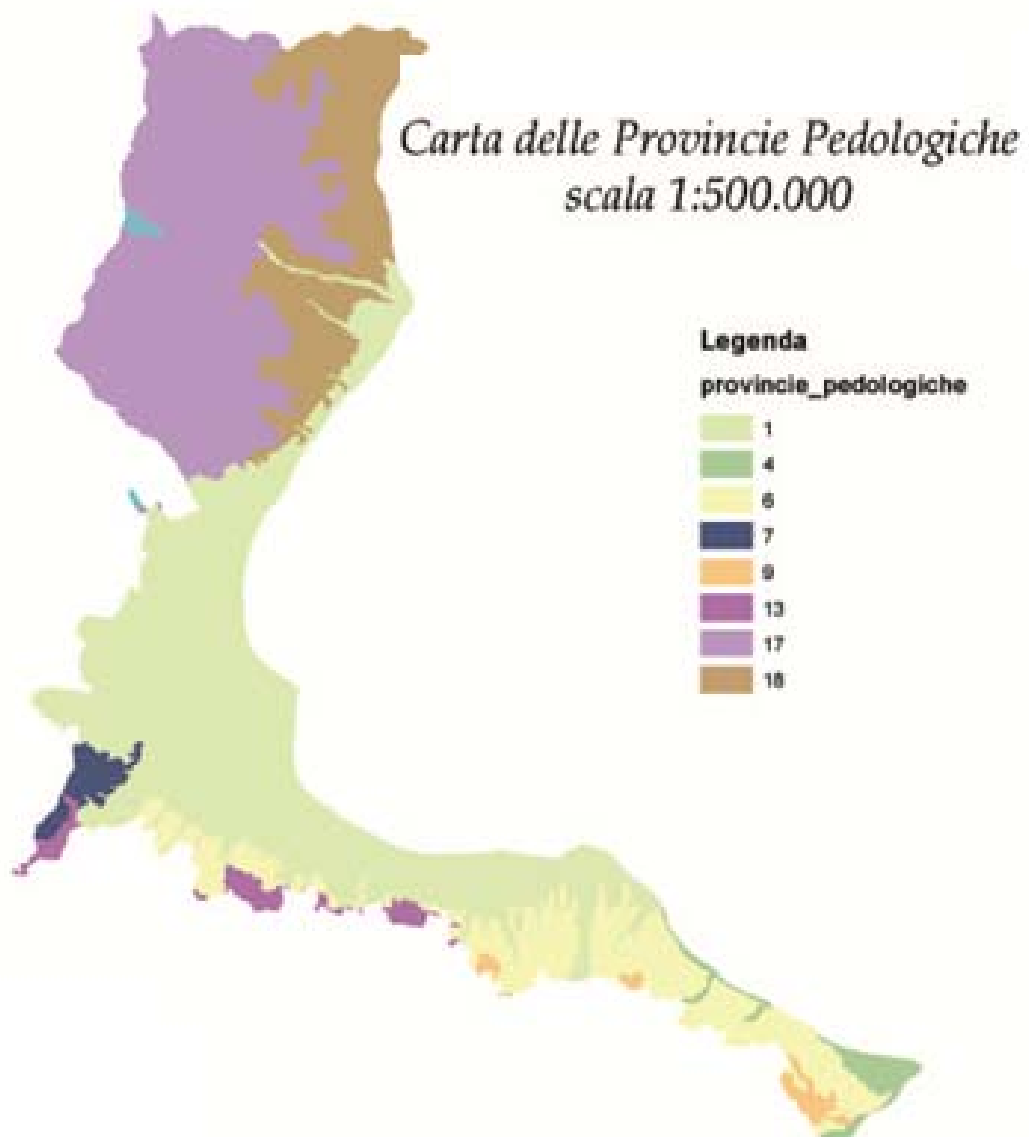 Carta delle Provincie Pedologiche
scala 1:500.000
Legenda
provincie_pedologiche
1
4
6
7
9
13
17
18